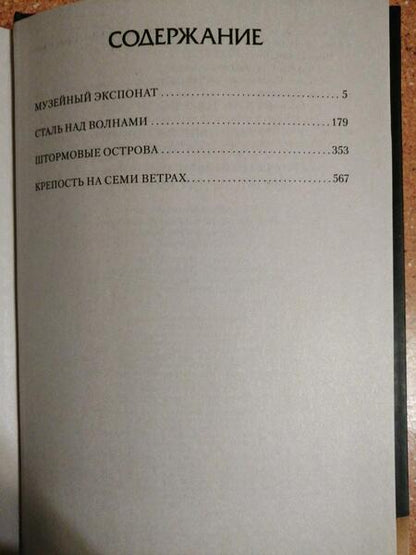 СОДЕРЖАНИЕ
МУЗЕЙНЫЙ ЭКСПОНАТ 5
СТАЛЬ НАД ВОЛНАМИ 179
ШТОРМОВЫЕ ОСТРОВА 353
КРЕПОСТЬ НА СЕМИ ВЕТРАХ 567